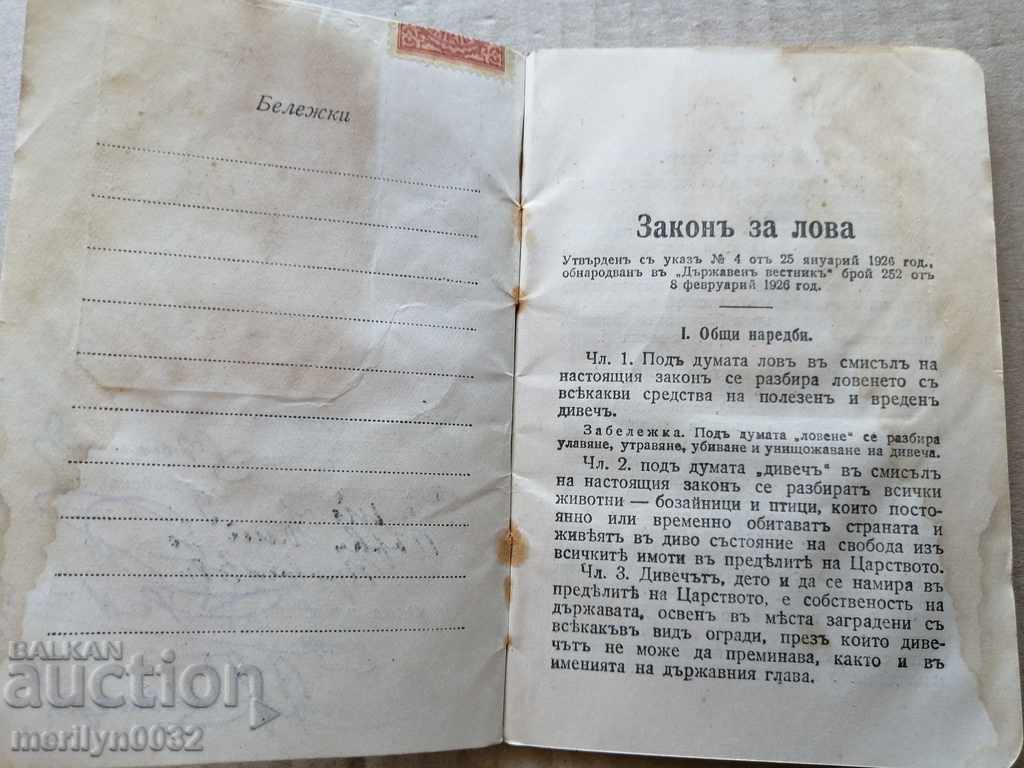 Бележки
Законъ за лова
Утвърденъ съ указъ № 4 отъ 25 януарий 1926 год.,
обнародванъ въ „Държавенъ вестникъ“ брой 252 отъ
8 февруарий 1926 год.
I. Общи наредби.
Чл. 1. Подъ думата ловъ въ смисълъ на
настоящия законъ се разбира ловенето съ
всѣкакви средства на полезенъ и вреденъ
дивечъ.
Забележка. Подъ думата „ловене“ се разбира
улавяне, утравяне, убиване и унищожаване на дивеча.
Чл. 2. подъ думата „дивечъ“ въ смисълъ
на настоящия законъ се разбиратъ всички
животни — бозайници и птици, които посто-
янно или временно обитаватъ страната и
живѣятъ въ диво състояние на свобода изъ
всичкитѣ имоти въ предѣлитѣ на Царството.
Чл. 3. Дивечътъ, дето и да се намира въ
предѣлитѣ на Царството, е собственость на
държавата, освенъ въ мѣста заградени съ
всѣкакъвъ видъ огради, презъ които диве-
чътъ не може да преминава, както и въ
именията на държавния глава.
BALKAN
auction
merilyn0032